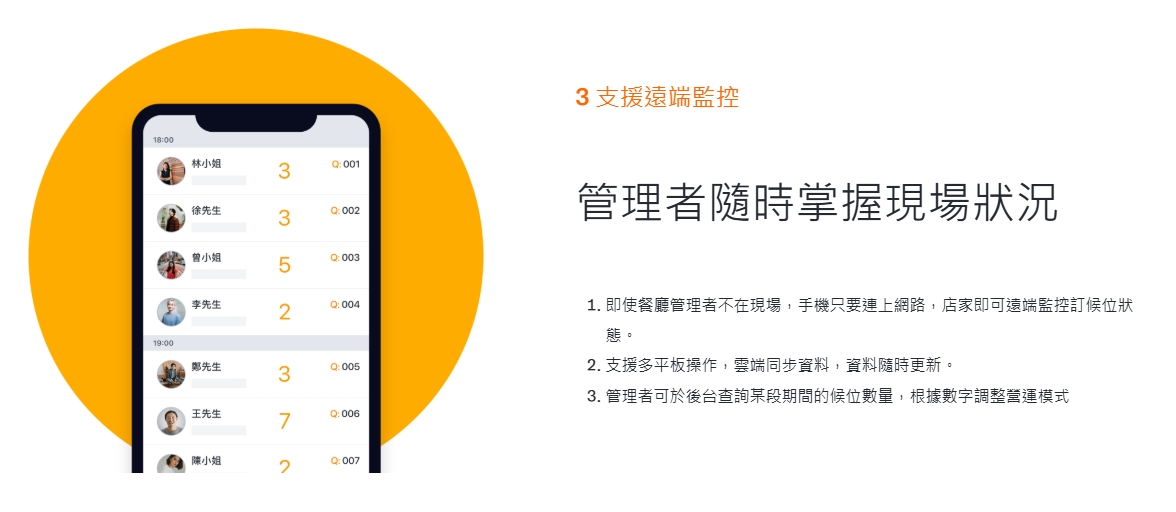 18:00
林小姐
3
Q: 001
徐先生
3
Q: 002
曾小姐
5
Q: 003
李先生
2
Q: 004
19:00
鄭先生
3
Q: 005
王先生
7
Q: 006
陳小姐
2
Q: 007
3 支援遠端監控
管理者隨時掌握現場狀況
1. 即使餐廳管理者不在現場，手機只要連上網路，店家即可遠端監控訂候位狀
態。
2. 支援多平板操作，雲端同步資料，資料隨時更新。
3. 管理者可於後台查詢某段期間的候位數量，根據數字調整營運模式